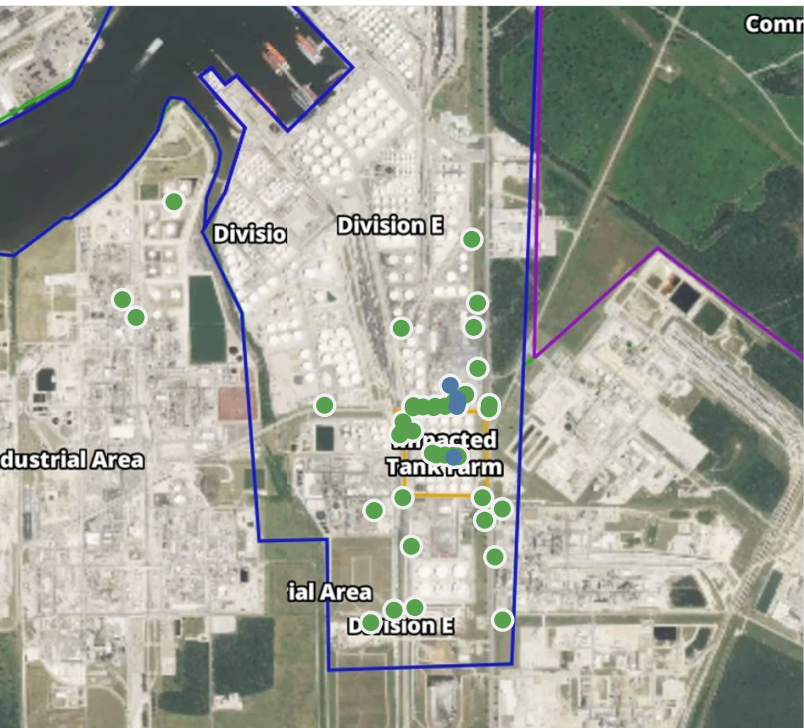 Comm
Divisio
Division E
Impacted
Tank Farm
dustrial Area
ial Area
Division E